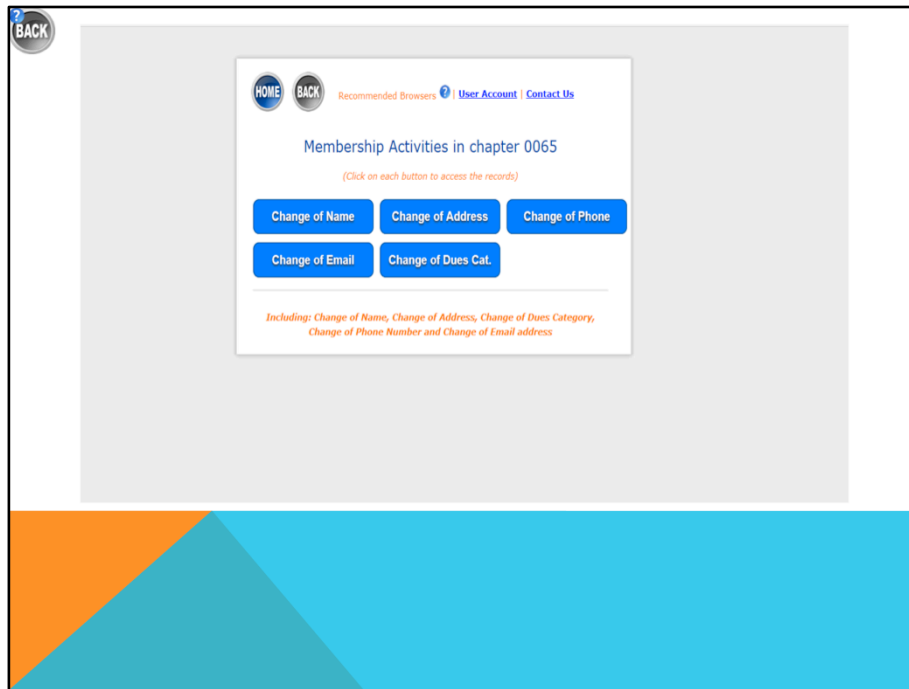 ?
BACK
HOME BACK Recommended Browsers ? | User Account | Contact Us
Membership Activities in chapter 0065
(Click on each button to access the records)
Change of Name Change of Address Change of Phone
Change of Email Change of Dues Cat.
Including: Change of Name, Change of Address, Change of Dues Category,
Change of Phone Number and Change of Email address